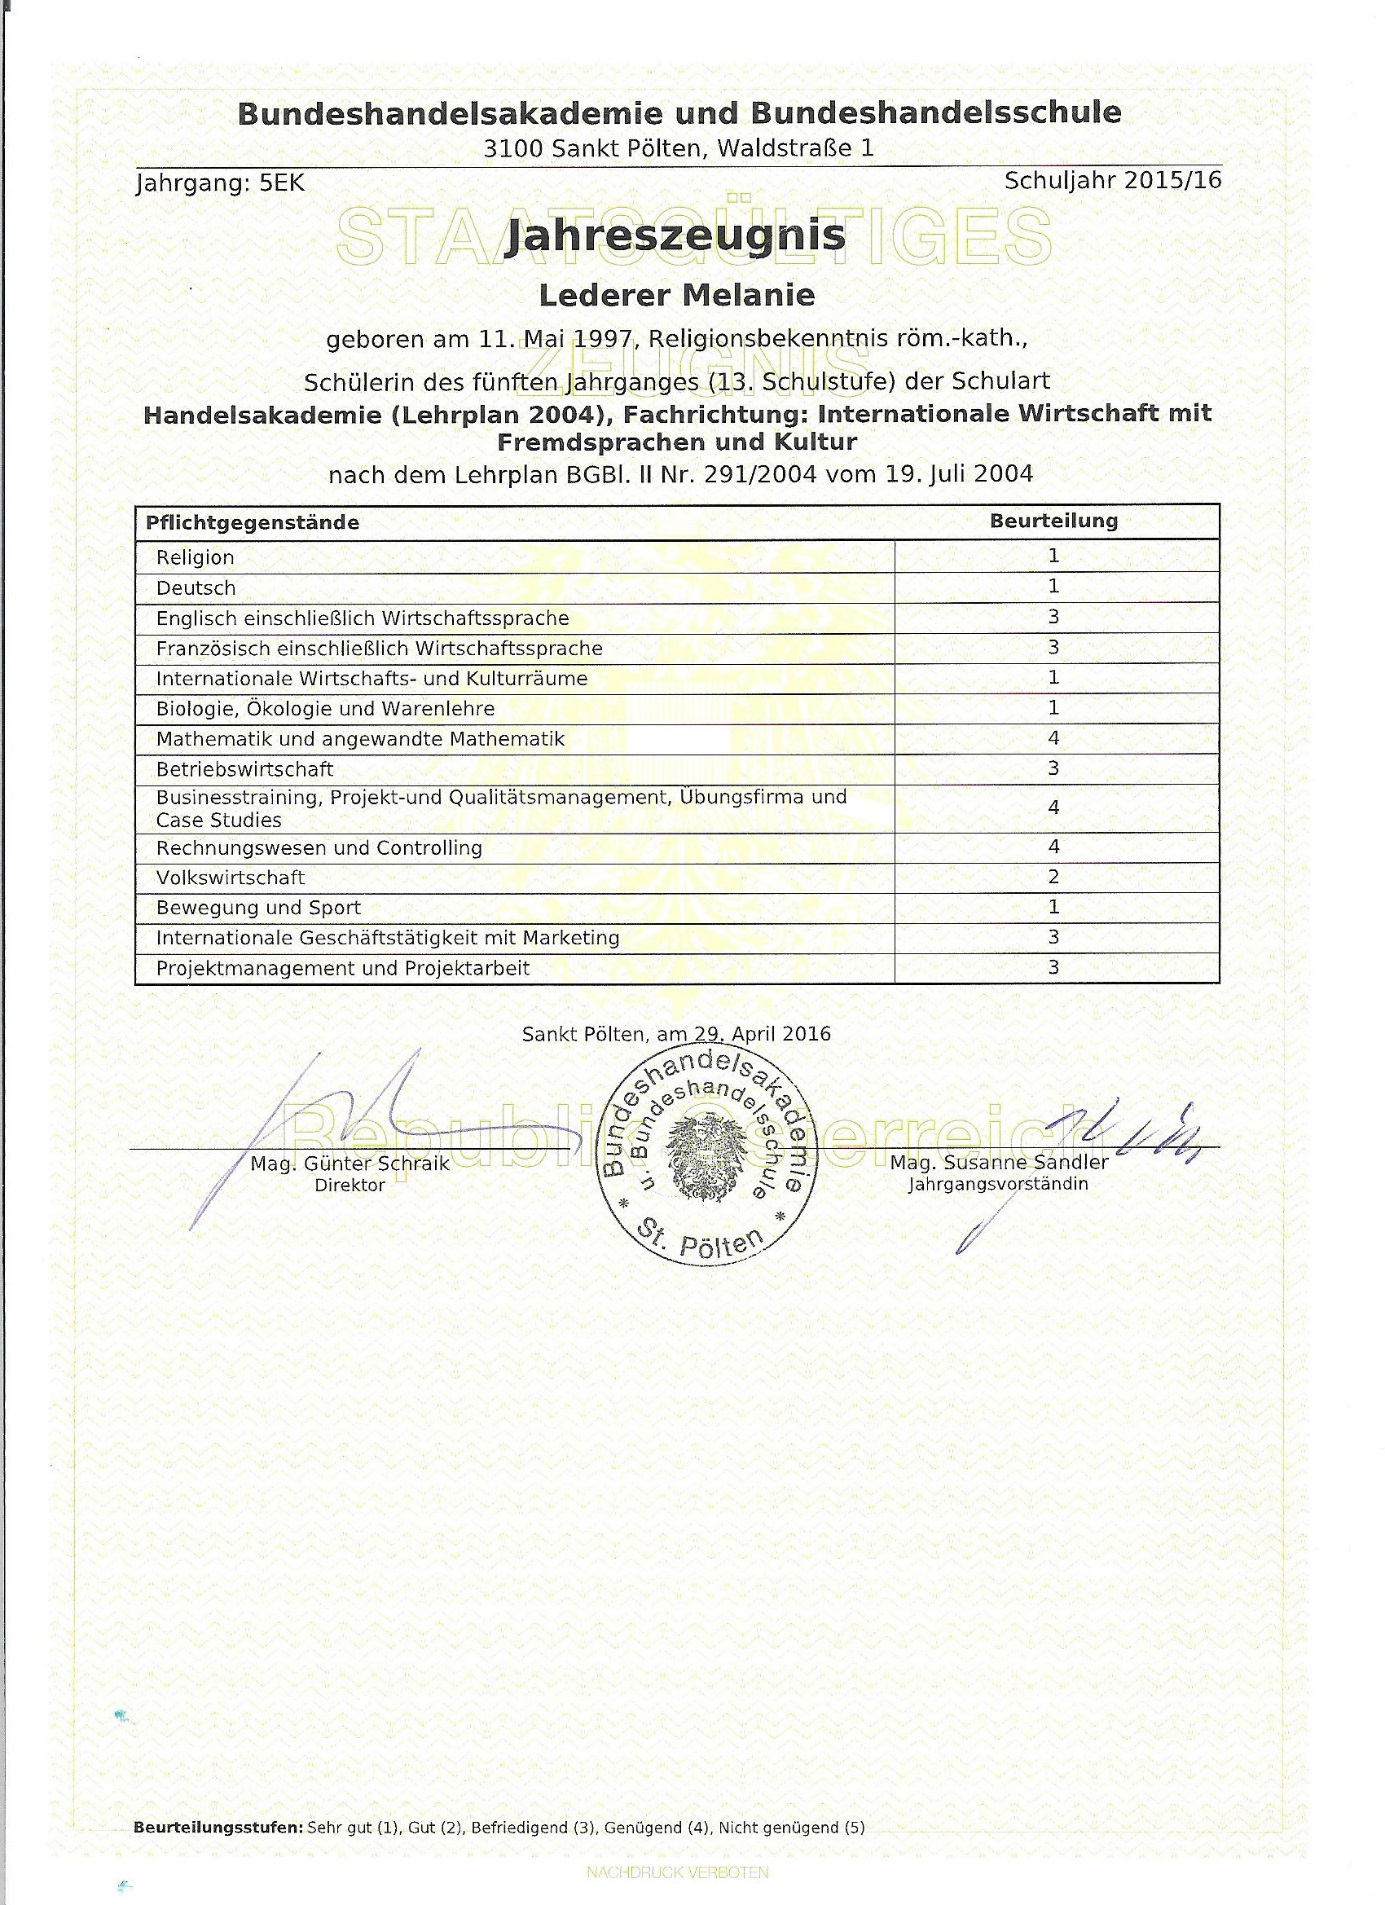 Bundeshandelsakademie und Bundeshandelsschule
3100 Sankt Pölten, Waldstraße 1
Jahrgang: 5EK Schuljahr 2015/16
STAATSGÜLTIGES
Jahreszeugnis
Lederer Melanie
geboren am 11. Mai 1997, Religionsbekenntnis röm.-kath.,
ZEUGNIS
Schülerin des fünften Jahrganges (13. Schulstufe) der Schulart
Handelsakademie (Lehrplan 2004), Fachrichtung: Internationale Wirtschaft mit
Fremdsprachen und Kultur
nach dem Lehrplan BGBl. II Nr. 291/2004 vom 19. Juli 2004
Pflichtgegenstände Beurteilung
Religion 1
Deutsch 1
Englisch einschließlich Wirtschaftssprache 3
Französisch einschließlich Wirtschaftssprache 3
Internationale Wirtschafts- und Kulturräume 1
Biologie, Ökologie und Warenlehre 1
Mathematik und angewandte Mathematik 4
Betriebswirtschaft 3
Businesstraining, Projekt-und Qualitätsmanagement, Übungsfirma und
Case Studies 4
Rechnungswesen und Controlling 4
Volkswirtschaft 2
Bewegung und Sport 1
Internationale Geschäftstätigkeit mit Marketing 3
Projektmanagement und Projektarbeit 3
Sankt Pölten, am 29. April 2016
Bundeshandelsakademie
u. Bundeshandelsschule
* St. Pölten *
Republik Österreich
Mag. Günter Schraik Mag. Susanne Sandler
Direktor Jahrgangsvorständin
Beurteilungsstufen: Sehr gut (1), Gut (2), Befriedigend (3), Genügend (4), Nicht genügend (5)
NACHDRUCK VERBOTEN